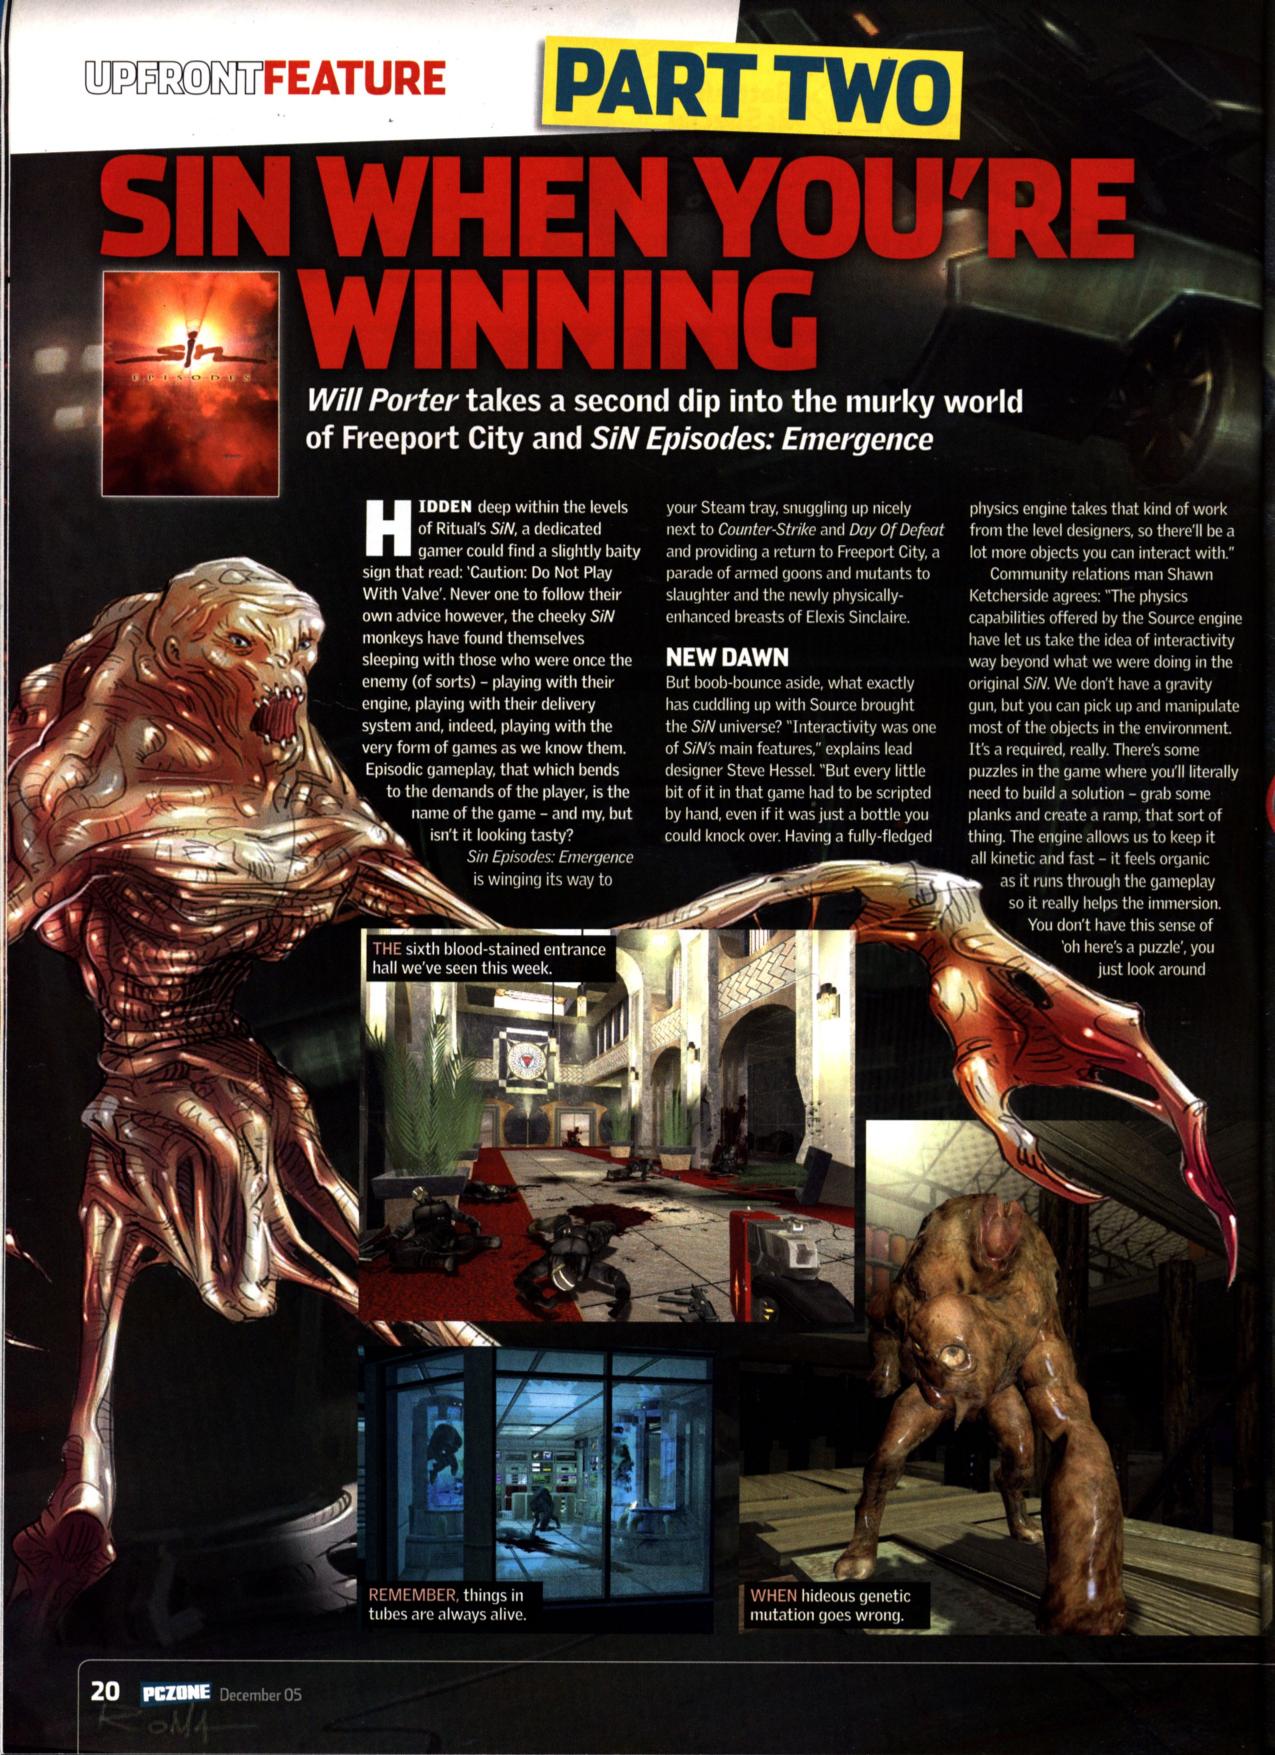 UPFRONTFEATURE
PART TWO
SIN WHEN YOU'RE
WINNING
sin
EPISODES
Will Porter takes a second dip into the murky world
of Freeport City and SiN Episodes: Emergence
HIDDEN deep within the levels
of Ritual's SiN, a dedicated
gamer could find a slightly baity
sign that read: 'Caution: Do Not Play
With Valve'. Never one to follow their
own advice however, the cheeky SiN
monkeys have found themselves
sleeping with those who were once the
enemy (of sorts) – playing with their
engine, playing with their delivery
system and, indeed, playing with the
very form of games as we know them.
Episodic gameplay, that which bends
to the demands of the player, is the
name of the game – and my, but
isn't it looking tasty?
Sin Episodes: Emergence
is winging its way to
your Steam tray, snuggling up nicely
next to Counter-Strike and Day Of Defeat
and providing a return to Freeport City, a
parade of armed goons and mutants to
slaughter and the newly physically-
enhanced breasts of Elexis Sinclaire.
NEW DAWN
But boob-bounce aside, what exactly
has cuddling up with Source brought
the SiN universe? "Interactivity was one
of SiN's main features," explains lead
designer Steve Hessel. "But every little
bit of it in that game had to be scripted
by hand, even if it was just a bottle you
could knock over. Having a fully-fledged
physics engine takes that kind of work
from the level designers, so there'll be a
lot more objects you can interact with."
Community relations man Shawn
Ketcherside agrees: "The physics
capabilities offered by the Source engine
have let us take the idea of interactivity
way beyond what we were doing in the
original SiN. We don't have a gravity
gun, but you can pick up and manipulate
most of the objects in the environment.
It's a required, really. There's some
puzzles in the game where you'll literally
need to build a solution – grab some
planks and create a ramp, that sort of
thing. The engine allows us to keep it
all kinetic and fast – it feels organic
as it runs through the gameplay
so it really helps the immersion.
You don't have this sense of
'oh here's a puzzle', you
just look around
THE sixth blood-stained entrance
hall we've seen this week.
REMEMBER, things in
tubes are always alive.
WHEN hideous genetic
mutation goes wrong.
20 PCZONE December 05